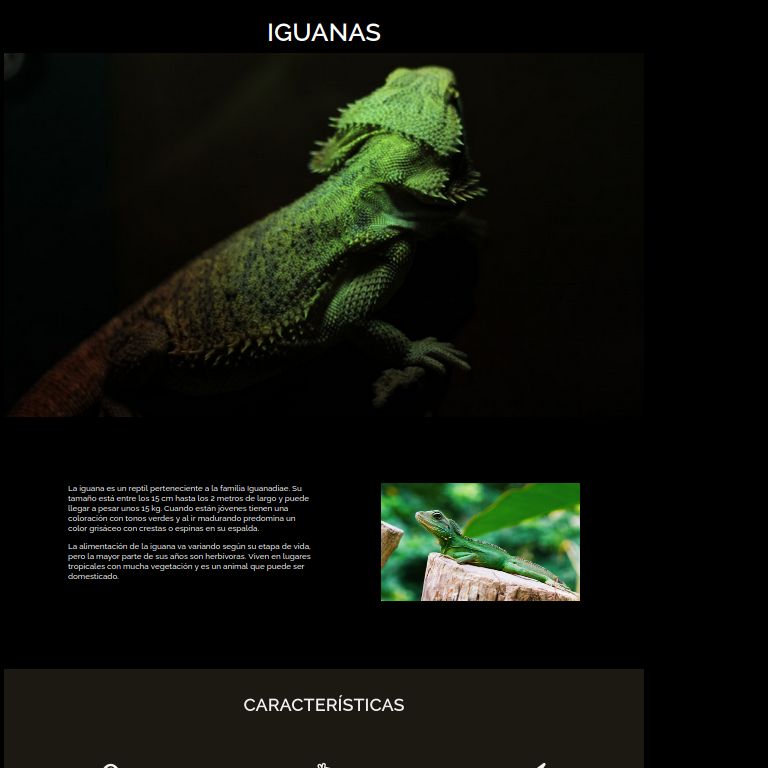 IGUANAS
La iguana es un reptil perteneciente a la familia Iguanadiae. Su
tamaño está entre los 15 cm hasta los 2 metros de largo y puede
llegar a pesar unos 15 kg. Cuando están jóvenes tienen una
coloración con tonos verdes y al ir madurando predomina un
color grisáceo con crestas o espinas en su espalda.
La alimentación de la iguana va variando según su etapa de vida,
pero la mayor parte de sus años son herbívoras. Viven en lugares
tropicales con mucha vegetación y es un animal que puede ser
domesticado.
CARACTERÍSTICAS